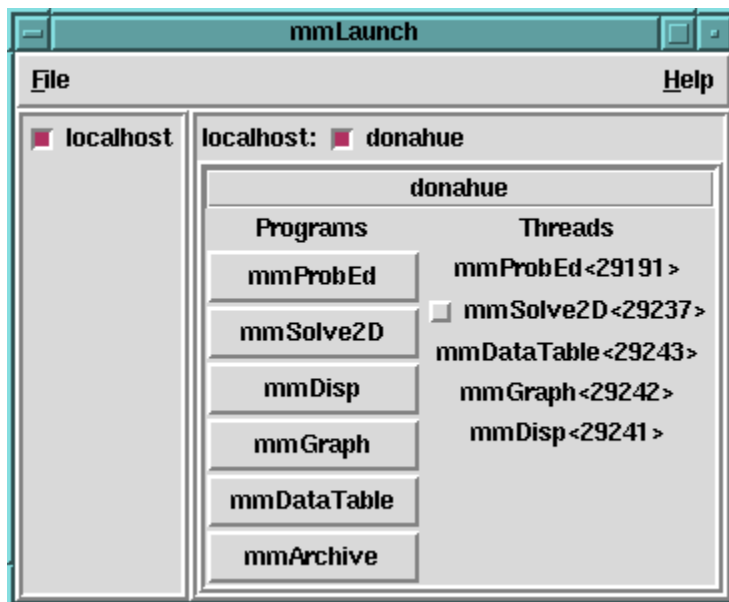 mmLaunch
File Help
localhost
localhost: donahue
donahue
Programs
mmProbEd
mmSolve2D
mmDisp
mmGraph
mmDataTable
mmArchive
Threads
mmProbEd<29191>
mmSolve2D<29237>
mmDataTable<29243>
mmGraph<29242>
mmDisp<29241>